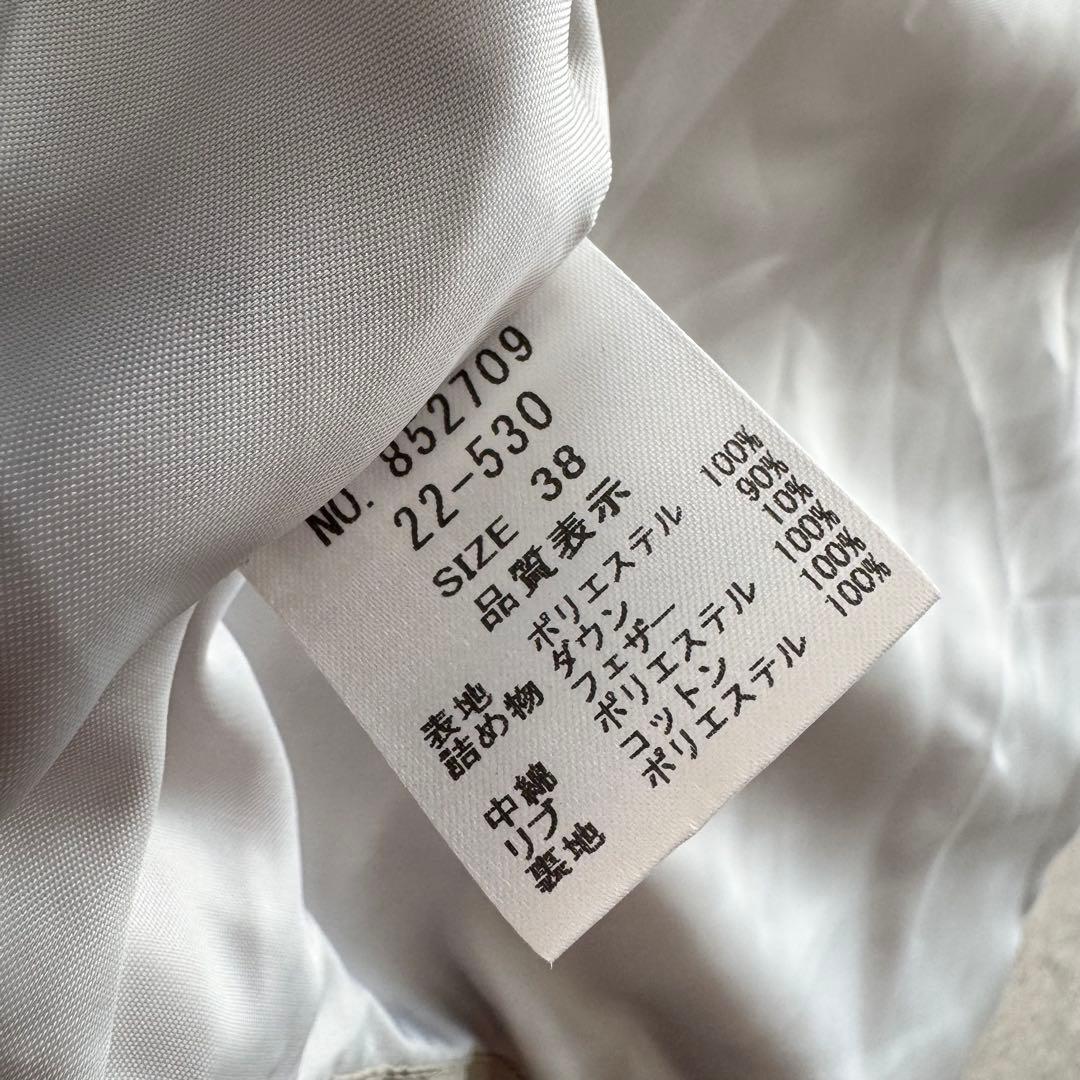 NO. 852709
22-530
SIZE 38
品質表示
表地 ポリエステル 100%
詰め物 ダウン 90%
フェザー 10%
中綿 ポリエステル 100%
リブ コットン 100%
裏地 ポリエステル 100%